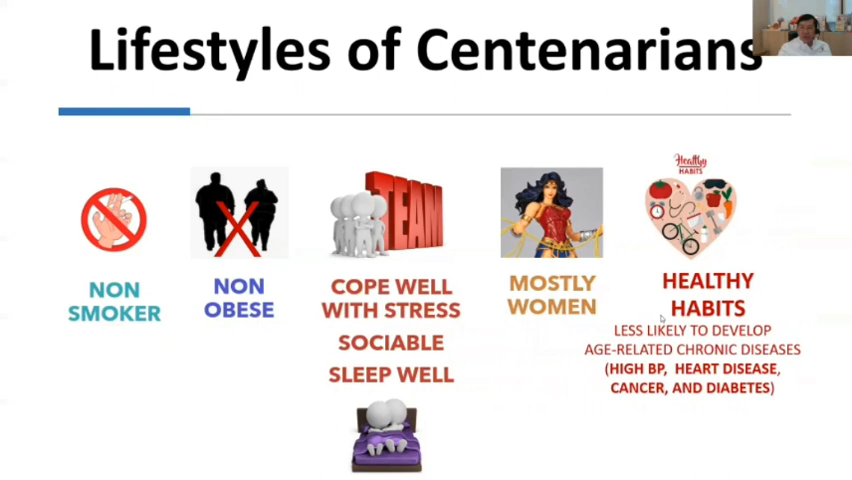 Lifestyles of Centenarians
TEAM
Healthy
HABITS
NON
SMOKER
NON
OBESE
COPE WELL
WITH STRESS
SOCIABLE
SLEEP WELL
MOSTLY
WOMEN
HEALTHY
HABITS
LESS LIKELY TO DEVELOP
AGE-RELATED CHRONIC DISEASES
(HIGH BP, HEART DISEASE,
CANCER, AND DIABETES)